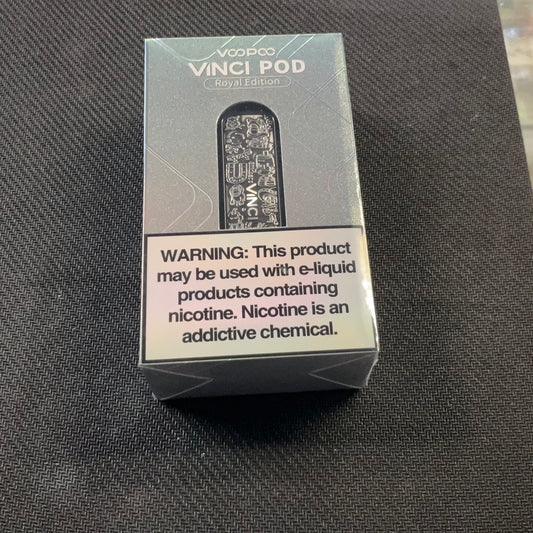 VOOPOO
VINCI POD
Royal Edition
VINCI
WARNING: This product
may be used with e-liquid
products containing
nicotine. Nicotine is an
addictive chemical.